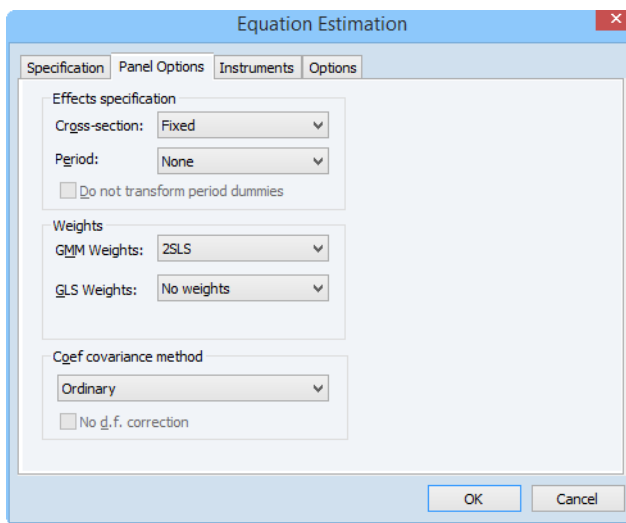 Equation Estimation
Specification Panel Options Instruments Options
Effects specification
Cross-section: Fixed
Period: None
Do not transform period dummies
Weights
GMM Weights: 2SLS
GLS Weights: No weights
Coef covariance method
Ordinary
No d.f. correction
OK Cancel